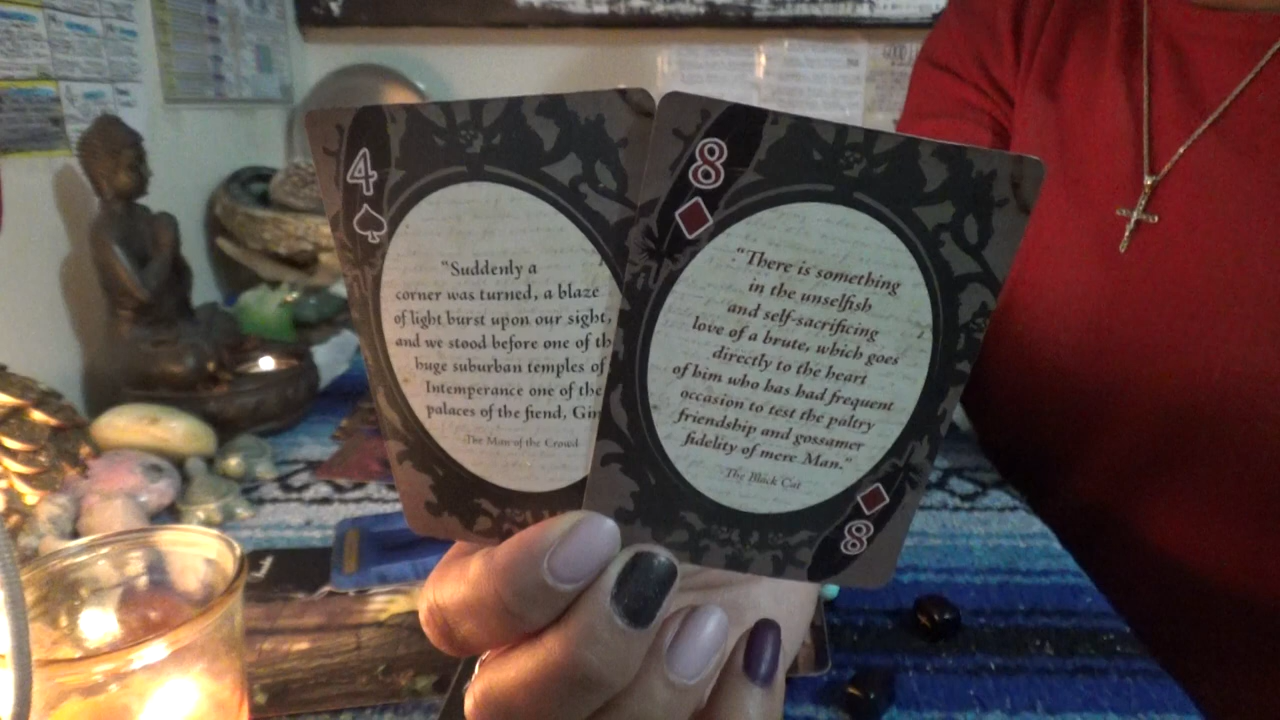 4
"Suddenly a
corner was turned, a blaze
of light burst upon our sight,
and we stood before one of th
huge suburban temples of
Intemperance one of the
palaces of the fiend, Gin
-The Man of the Crowd
8
"There is something
in the unselfish
and self-sacrificing
love of a brute, which goes
directly to the heart
of him who has had frequent
occasion to test the paltry
friendship and gossamer
fidelity of mere Man."
-The Black Cat
8